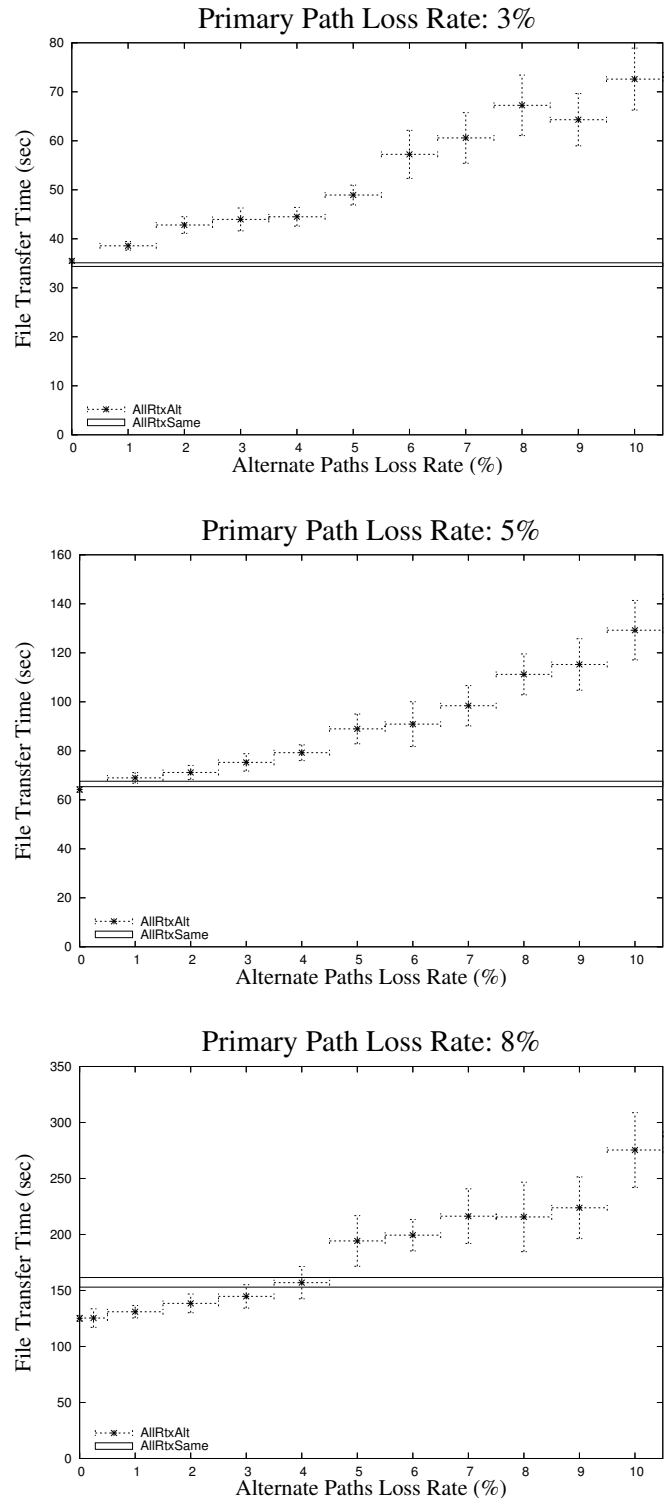 Primary Path Loss Rate: 3%
80
70
60
50
40
30
20
10
0
File Transfer Time (sec)
AllRtxAlt
AllRtxSame
0 1 2 3 4 5 6 7 8 9 10
Alternate Paths Loss Rate (%)
Primary Path Loss Rate: 5%
160
140
120
100
80
60
40
20
0
File Transfer Time (sec)
AllRtxAlt
AllRtxSame
0 1 2 3 4 5 6 7 8 9 10
Alternate Paths Loss Rate (%)
Primary Path Loss Rate: 8%
350
300
250
200
150
100
50
0
File Transfer Time (sec)
AllRtxAlt
AllRtxSame
0 1 2 3 4 5 6 7 8 9 10
Alternate Paths Loss Rate (%)